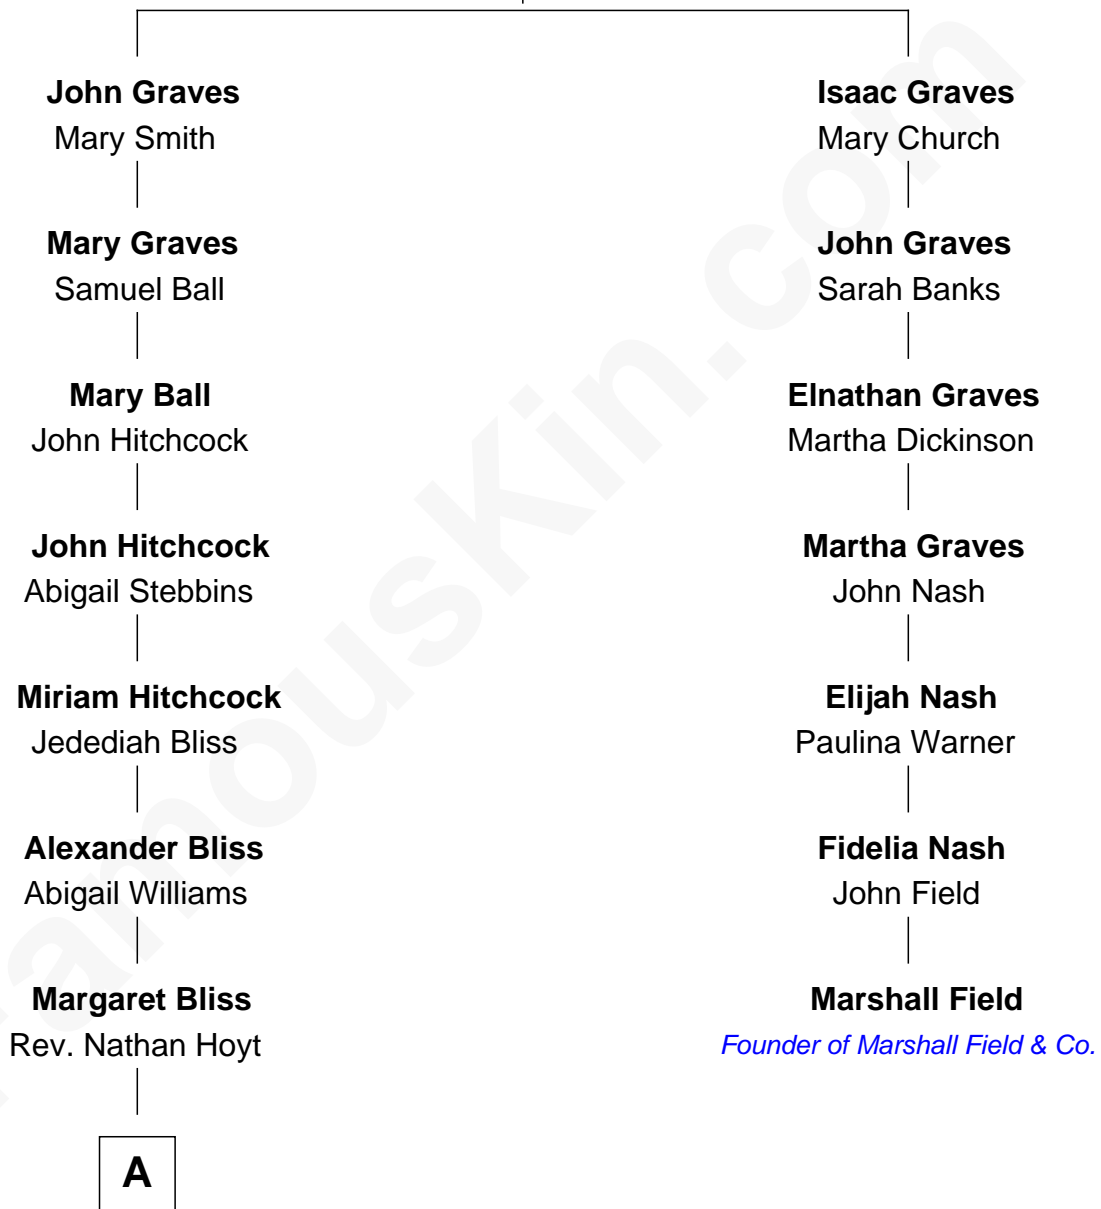 John Graves
Mary Smith
Mary Graves
Samuel Ball
Mary Ball
John Hitchcock
John Hitchcock
Abigail Stebbins
Miriam Hitchcock
Jedediah Bliss
Alexander Bliss
Abigail Williams
Margaret Bliss
Rev. Nathan Hoyt
A
Isaac Graves
Mary Church
John Graves
Sarah Banks
Elnathan Graves
Martha Dickinson
Martha Graves
John Nash
Elijah Nash
Paulina Warner
Fidelia Nash
John Field
Marshall Field
Founder of Marshall Field & Co.
FamousKin.com